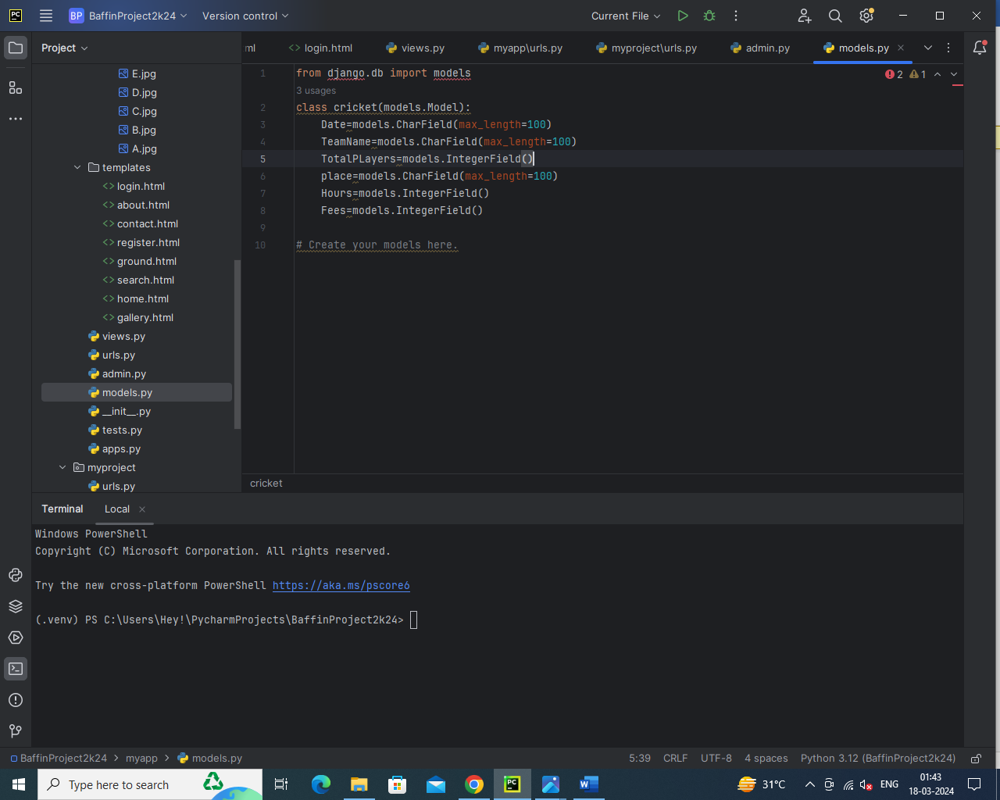 BP BaffinProject2k24 Version control Current File
Project
ml login.html views.py myapp\urls.py myproject\urls.py admin.py models.py
E.jpg
D.jpg
C.jpg
B.jpg
A.jpg
templates
login.html
about.html
contact.html
register.html
ground.html
search.html
home.html
gallery.html
views.py
urls.py
admin.py
models.py
__init__.py
tests.py
apps.py
myproject
urls.py
2 1
1 from django.db import models
3 usages
2 class cricket(models.Model):
3 Date=models.CharField(max_length=100)
4 TeamName=models.CharField(max_length=100)
5 TotalPLayers=models.IntegerField()
6 place=models.CharField(max_length=100)
7 Hours=models.IntegerField()
8 Fees=models.IntegerField()
9
10 # Create your models here.
cricket
Terminal Local
Windows PowerShell
Copyright (C) Microsoft Corporation. All rights reserved.
Try the new cross-platform PowerShell https://aka.ms/pscore6
(.venv) PS C:\Users\Hey!\PycharmProjects\BaffinProject2k24>
BaffinProject2k24 > myapp > models.py 5:39 CRLF UTF-8 4 spaces Python 3.12 (BaffinProject2k24)
Type here to search 31°C ENG 01:43
18-03-2024